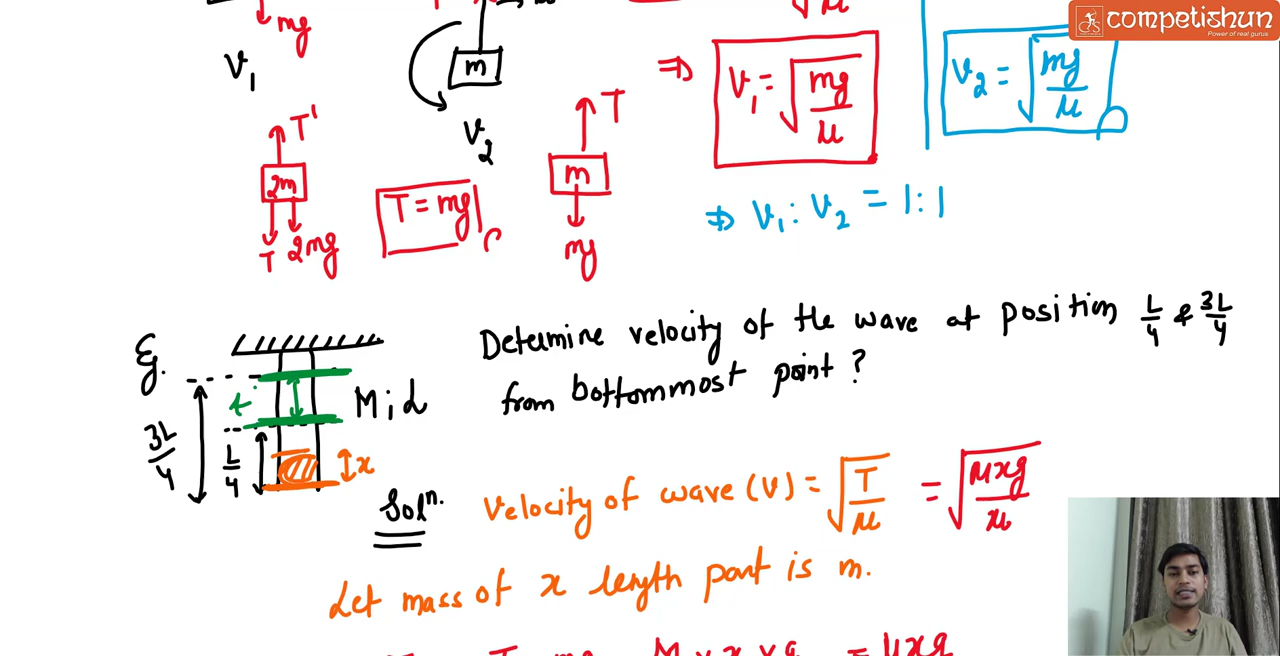 competishun
Power of real gurus
mg
m
V1
V2
T'
2m
T 2mg
T = mg
T
m
mg
⇒ V1 = √(mg/μ)
V2 = √(mg/μ)
⇒ V1 : V2 = 1 : 1
Eg.
Determine velocity of the wave at position L/4 & 3L/4
from bottommost point ?
M; L
3L/4
L/4
t
x
Solⁿ.
Velocity of wave (V) = √(T/μ) = √(μxg/μ)
Let mass of x length part is m.